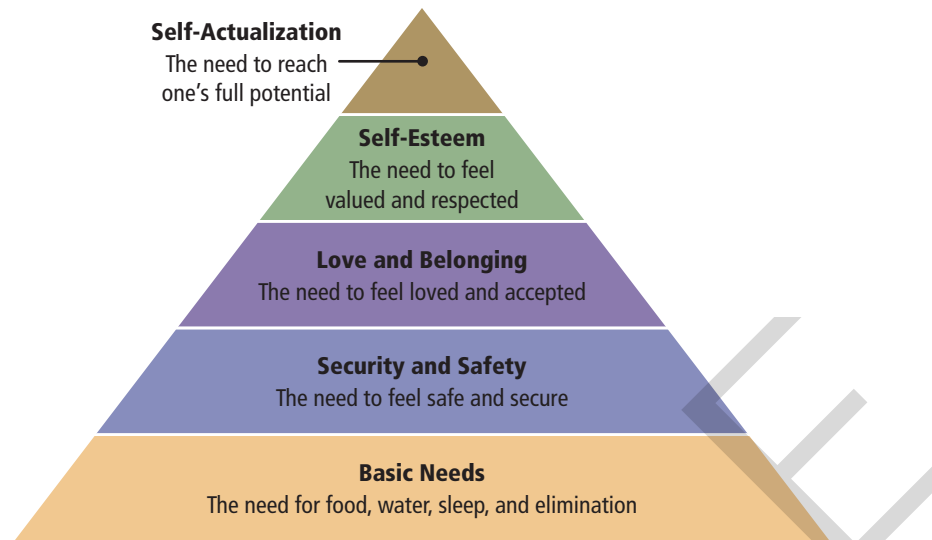 Self-Actualization
The need to reach
one’s full potential
Self-Esteem
The need to feel
valued and respected
Love and Belonging
The need to feel loved and accepted
Security and Safety
The need to feel safe and secure
Basic Needs
The need for food, water, sleep, and elimination